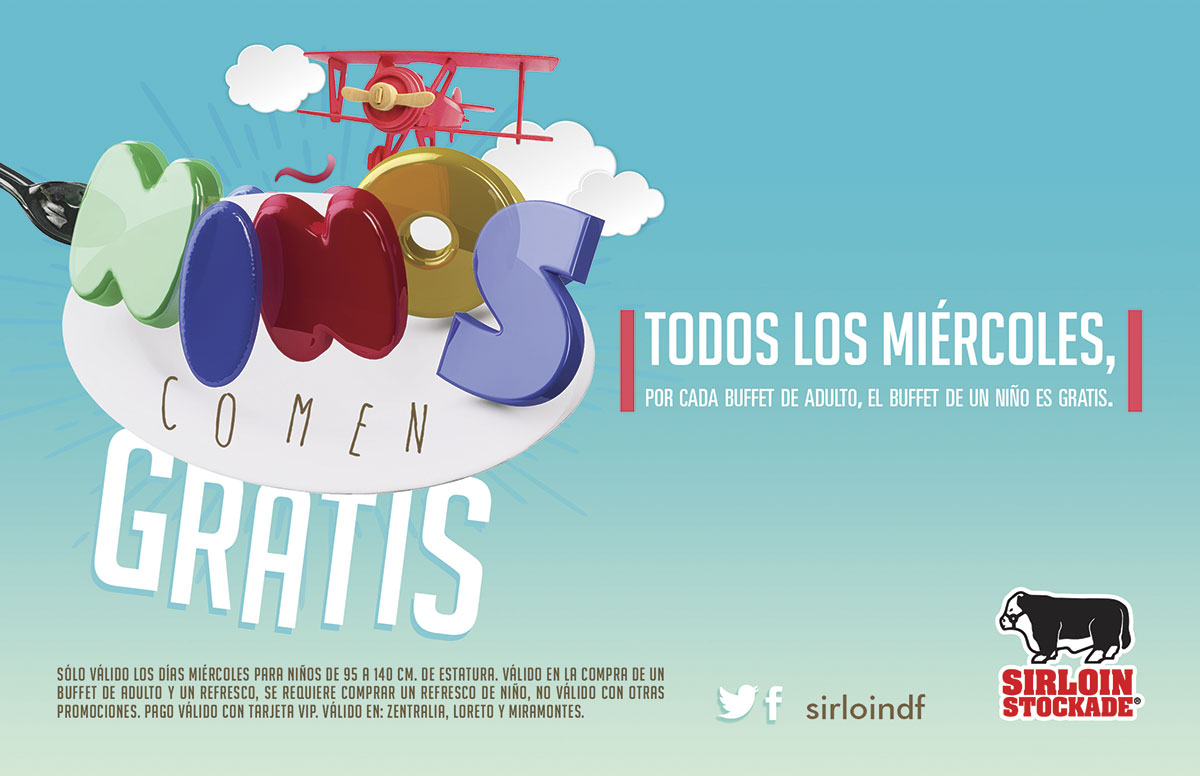 NIÑOS
COMEN
GRATIS
TODOS LOS MIÉRCOLES,
POR CADA BUFFET DE ADULTO, EL BUFFET DE UN NIÑO ES GRATIS.
SÓLO VÁLIDO LOS DÍAS MIÉRCOLES PARA NIÑOS DE 95 A 140 CM. DE ESTATURA. VÁLIDO EN LA COMPRA DE UN
BUFFET DE ADULTO Y UN REFRESCO, SE REQUIERE COMPRAR UN REFRESCO DE NIÑO, NO VÁLIDO CON OTRAS
PROMOCIONES. PAGO VÁLIDO CON TARJETA VIP. VÁLIDO EN: ZENTRALIA, LORETO Y MIRAMONTES.
sirloindf
SIRLOIN
STOCKADE®